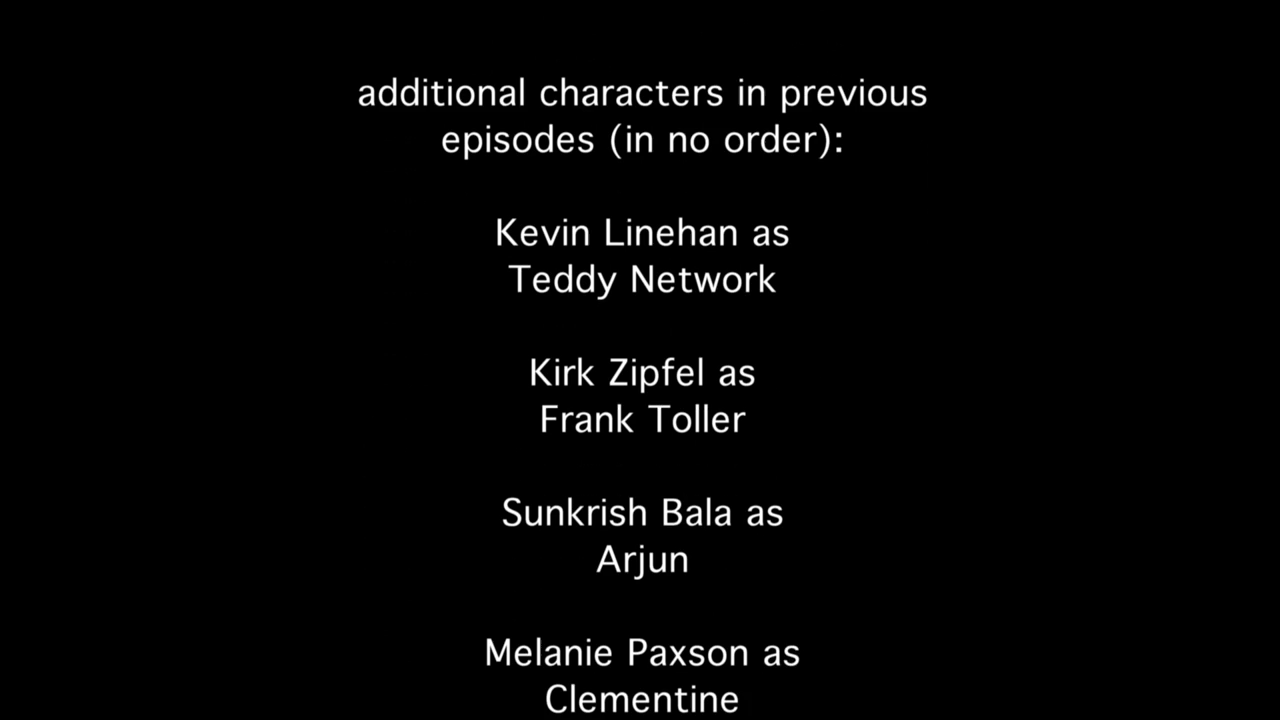 additional characters in previous
episodes (in no order):
Kevin Linehan as
Teddy Network
Kirk Zipfel as
Frank Toller
Sunkrish Bala as
Arjun
Melanie Paxson as
Clementine